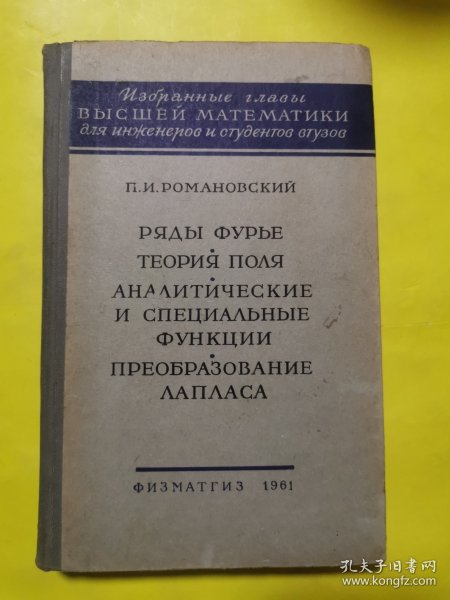 Избранные главы
ВЫСШЕЙ МАТЕМАТИКИ
для инженеров и студентов втузов
П.И.РОМАНОВСКИЙ
РЯДЫ ФУРЬЕ
•
ТЕОРИЯ ПОЛЯ
•
АНАЛИТИЧЕСКИЕ
И СПЕЦИАЛЬНЫЕ
ФУНКЦИИ
•
ПРЕОБРАЗОВАНИЕ
ЛАПЛАСА
ФИЗМАТГИЗ 1961
孔夫子旧书网
www.kongfz.com